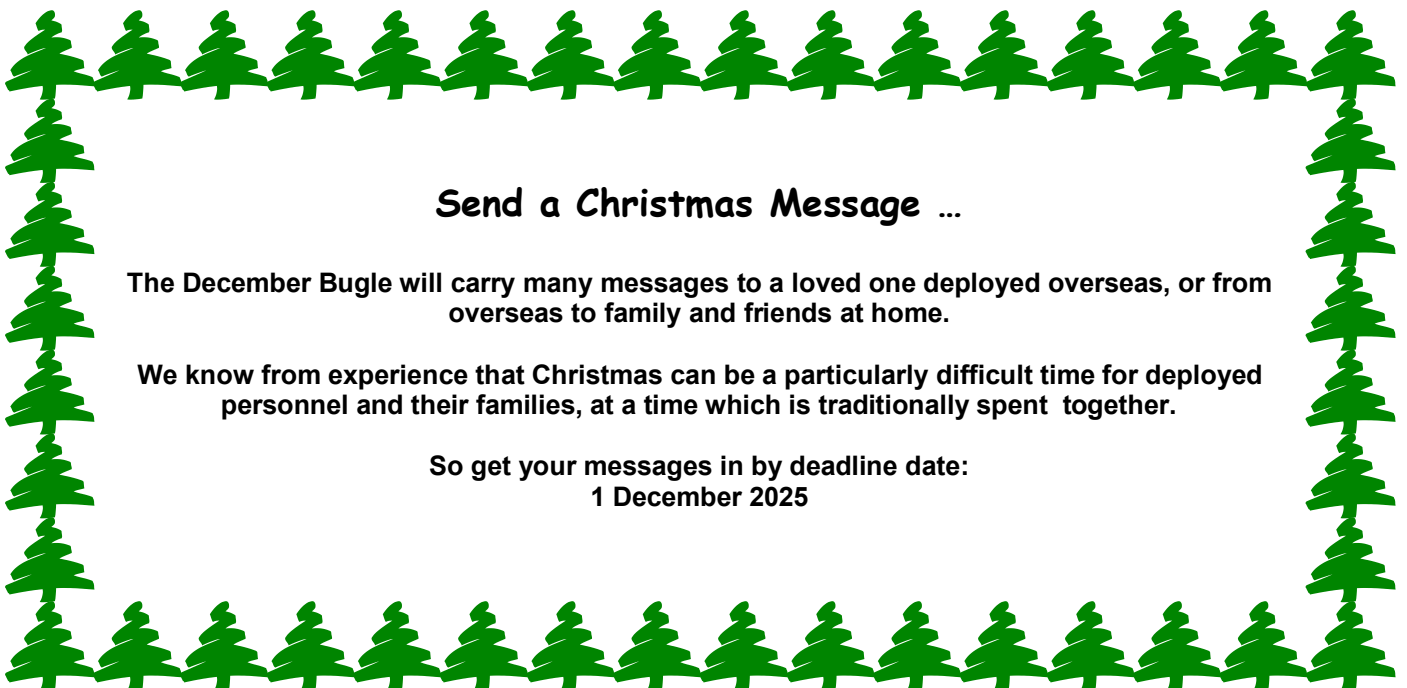 Send a Christmas Message …
The December Bugle will carry many messages to a loved one deployed overseas, or from
overseas to family and friends at home.
We know from experience that Christmas can be a particularly difficult time for deployed
personnel and their families, at a time which is traditionally spent  together.
So get your messages in by deadline date:
1 December 2025